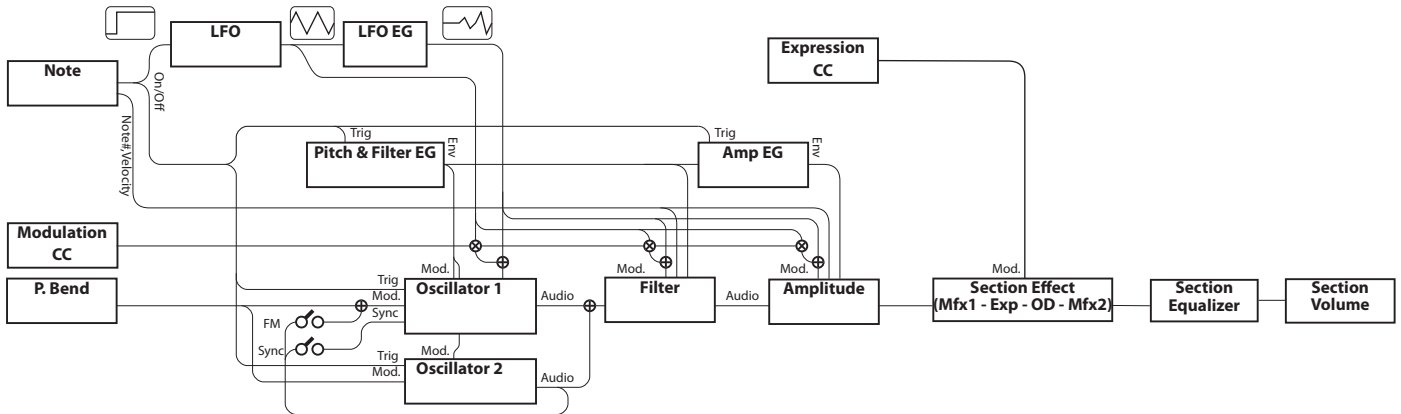 LFO
LFO EG
Expression
CC
Note
On/Off
Note#,Velocity
Trig
Pitch & Filter EG
Env
Trig
Amp EG
Env
Modulation
CC
P. Bend
Mod.
Trig
Mod.
Sync
Oscillator 1
Audio
Mod.
Filter
Audio
Mod.
Amplitude
Mod.
Section Effect
(Mfx1 - Exp - OD - Mfx2)
Section
Equalizer
Section
Volume
FM
Sync
Mod.
Trig
Mod.
Oscillator 2
Audio